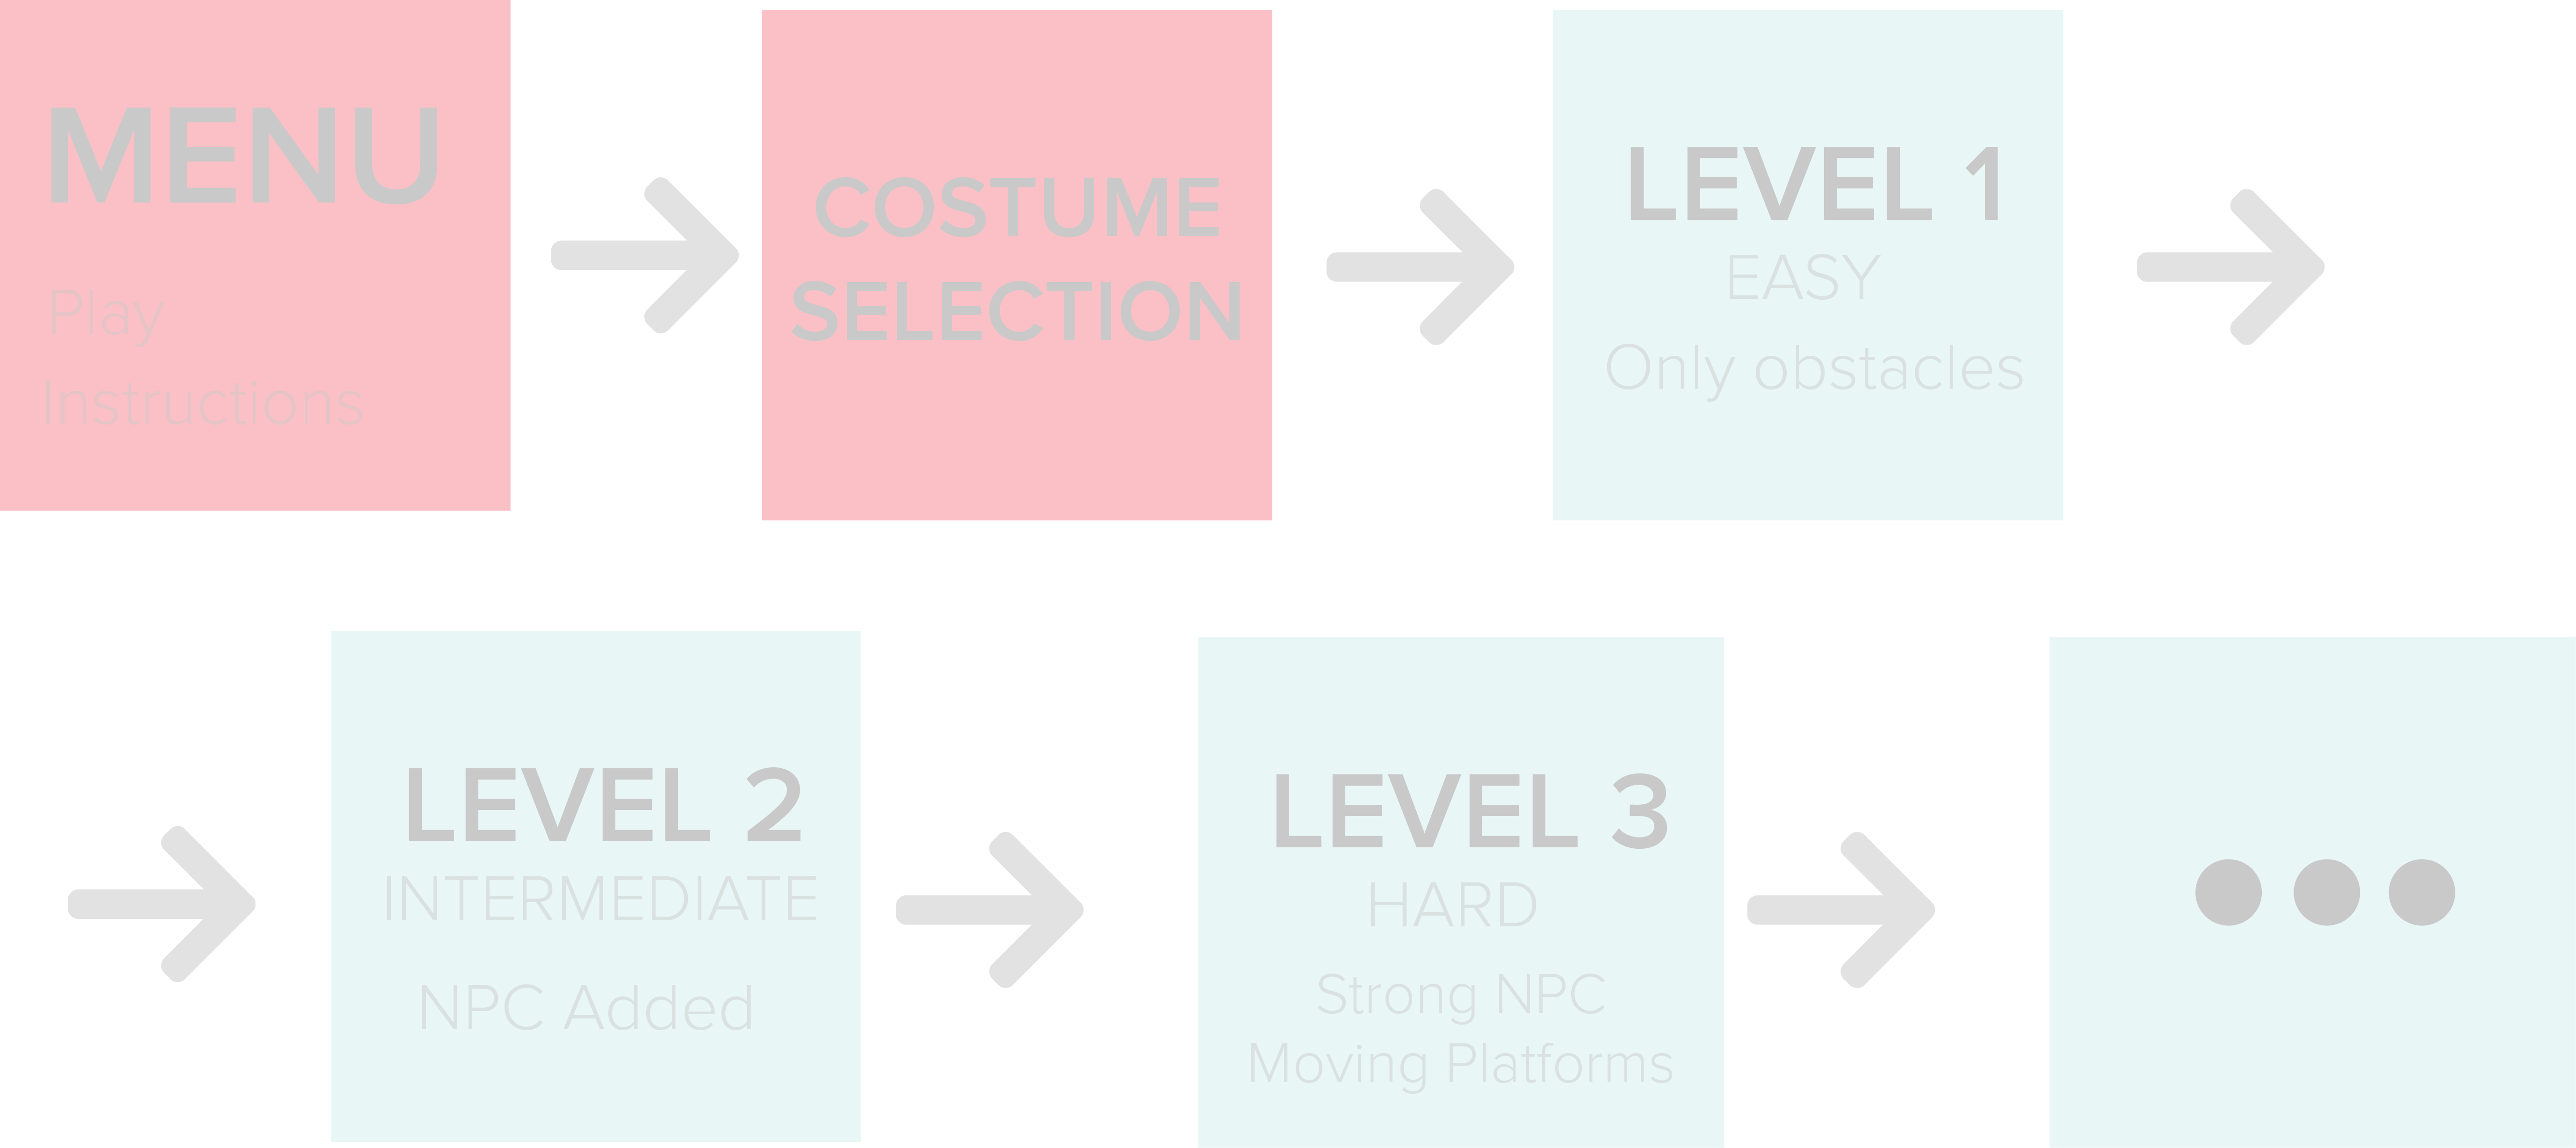 MENU
Play
Instructions
COSTUME
SELECTION
LEVEL 1
EASY
Only obstacles
LEVEL 2
INTERMEDIATE
NPC Added
LEVEL 3
HARD
Strong NPC
Moving Platforms